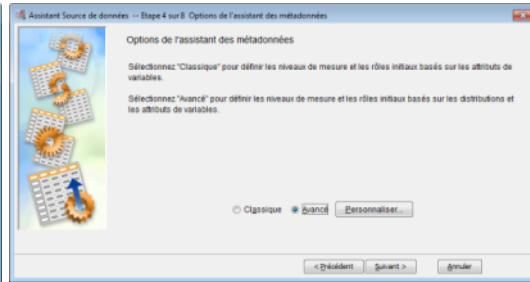 Assistant Source de données -- Etape 4 sur 8 Options de l'assistant des métadonnées
Options de l'assistant des métadonnées
Sélectionnez "Classique" pour définir les niveaux de mesure et les rôles initiaux basés sur les attributs de
variables.
Sélectionnez "Avancé" pour définir les niveaux de mesure et les rôles initiaux basés sur les distributions et
les attributs de variables.
Classique Avancé Personnaliser...
< Précédent Suivant > Annuler